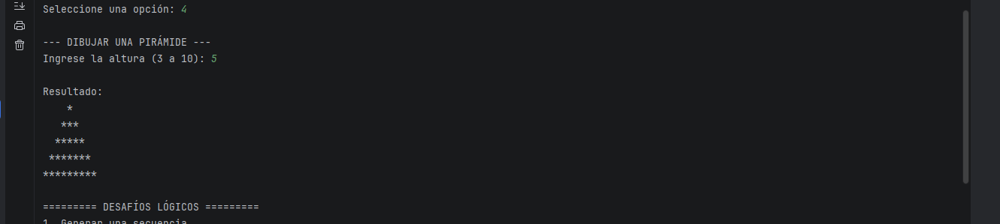 Seleccione una opción: 4
--- DIBUJAR UNA PIRÁMIDE ---
Ingrese la altura (3 a 10): 5
Resultado:
    *
   ***
  *****
 *******
*********
========= DESAFÍOS LÓGICOS =========
1. Generar una secuencia